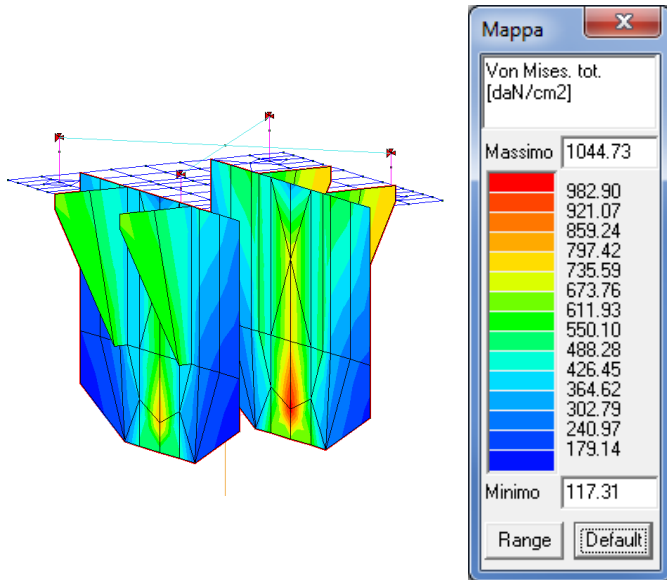 Mappa
Von Mises. tot.
[daN/cm2]
Massimo 1044.73
982.90
921.07
859.24
797.42
735.59
673.76
611.93
550.10
488.28
426.45
364.62
302.79
240.97
179.14
Minimo 117.31
Range Default